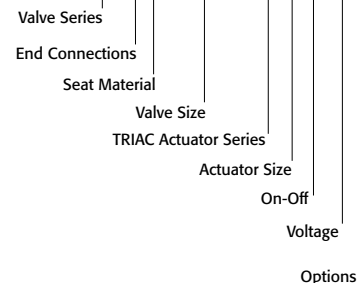 Valve Series
End Connections
Seat Material
Valve Size
TRIAC Actuator Series
Actuator Size
On-Off
Voltage
Options